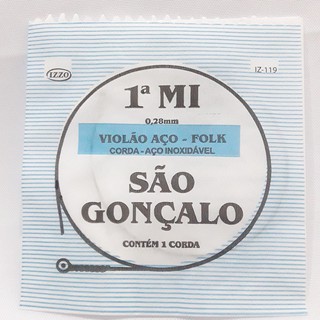 IZZO
IZ-119
1ª MI
0,28mm
VIOLÃO AÇO - FOLK
CORDA - AÇO INOXIDÁVEL
SÃO
GONÇALO
CONTÉM 1 CORDA